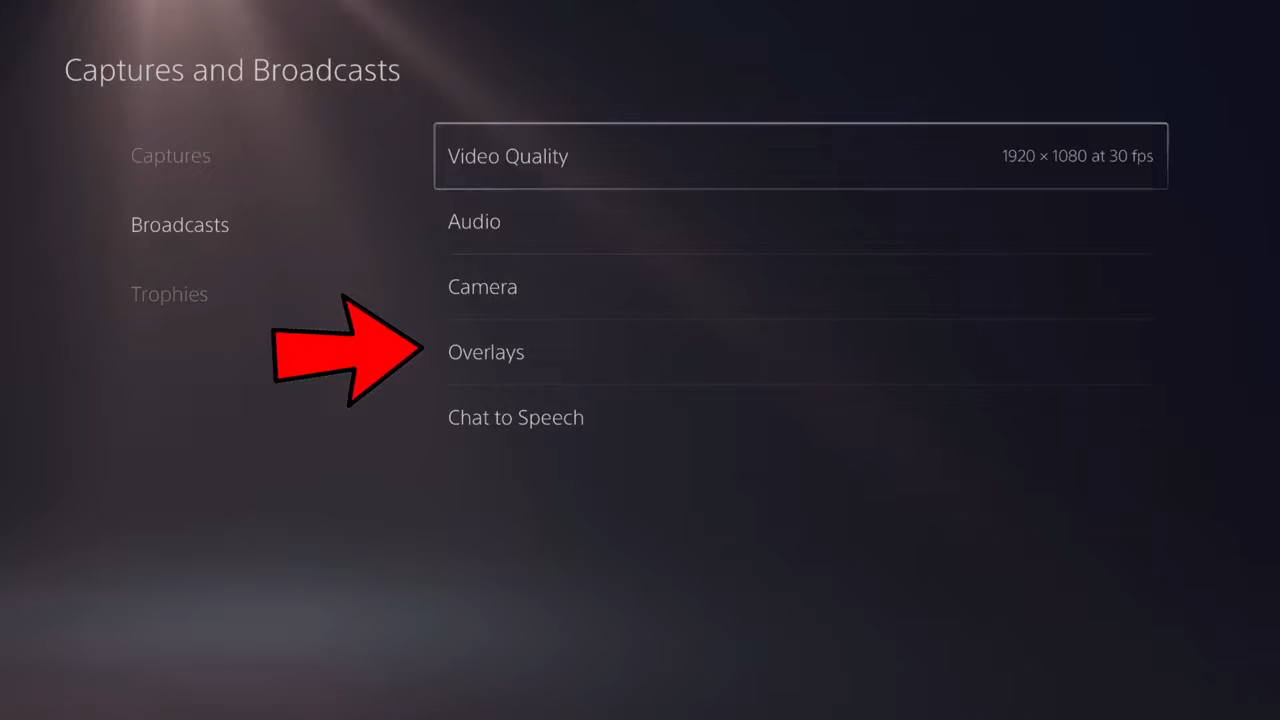 Captures and Broadcasts
Captures
Broadcasts
Trophies
Video Quality 1920 × 1080 at 30 fps
Audio
Camera
Overlays
Chat to Speech